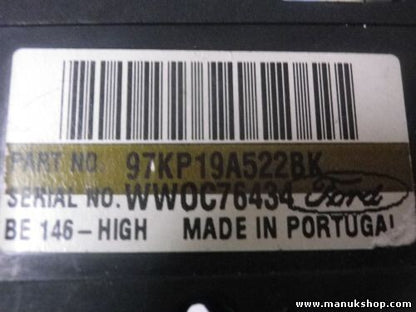 PART NO. 97KP19A522BK
SERIAL NO. WW0C76434 Ford
BE 146-HIGH MADE IN PORTUGAL
www.manukshop.com